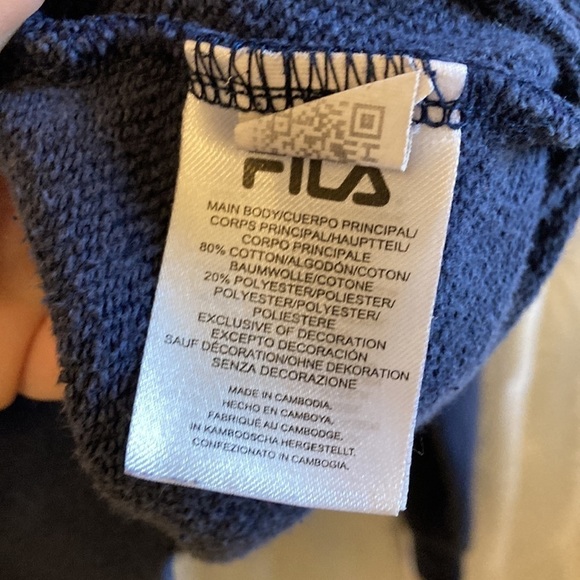 FILA
MAIN BODY/CUERPO PRINCIPAL/
CORPS PRINCIPAL/HAUPTTEIL/
CORPO PRINCIPALE
80% COTTON/ALGODÓN/COTON/
BAUMWOLLE/COTONE
20% POLYESTER/POLIESTER/
POLYESTER/POLYESTER/
POLIESTERE
EXCLUSIVE OF DECORATION
EXCEPTO DECORACIÓN
SAUF DÉCORATION/OHNE DEKORATION
SENZA DECORAZIONE
MADE IN CAMBODIA.
HECHO EN CAMBOYA.
FABRIQUÉ AU CAMBODGE.
IN KAMBODSCHA HERGESTELLT.
CONFEZIONATO IN CAMBOGIA.